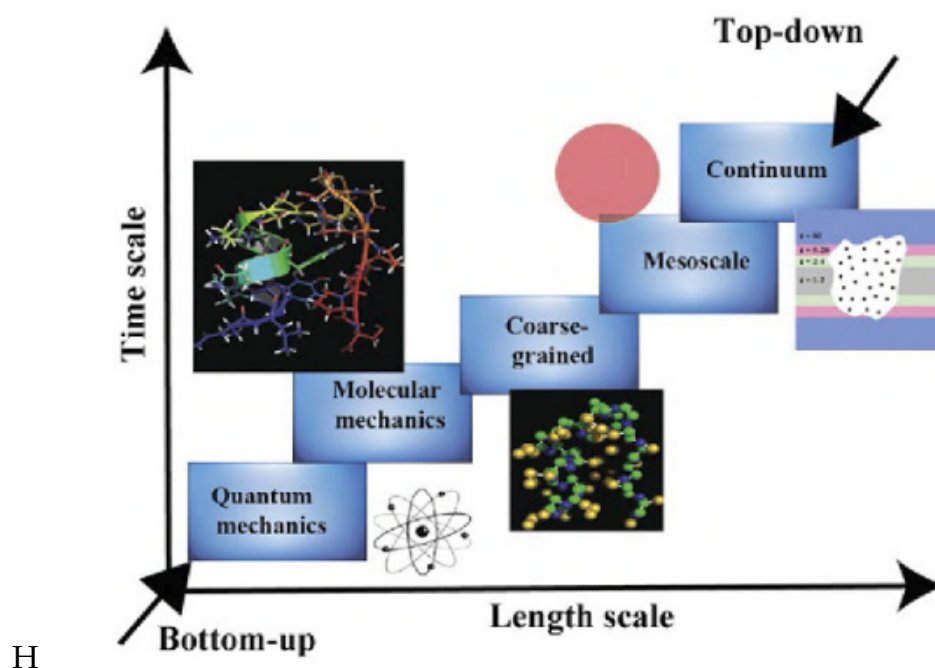 Top-down
Continuum
Mesoscale
Coarse-
grained
Molecular
mechanics
Quantum
mechanics
Time scale
Length scale
Bottom-up
H